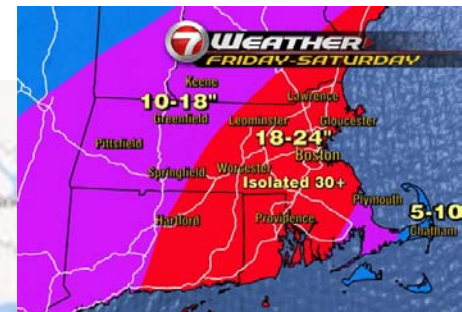 7 WEATHER
FRIDAY-SATURDAY
Keene
10-18"
Lawrence
Greenfield
Leominster
Gloucester
18-24"
Pittsfield
Boston
Springfield
Worcester
Isolated 30+
Plymouth
5-10
Hartford
Providence
Chatham